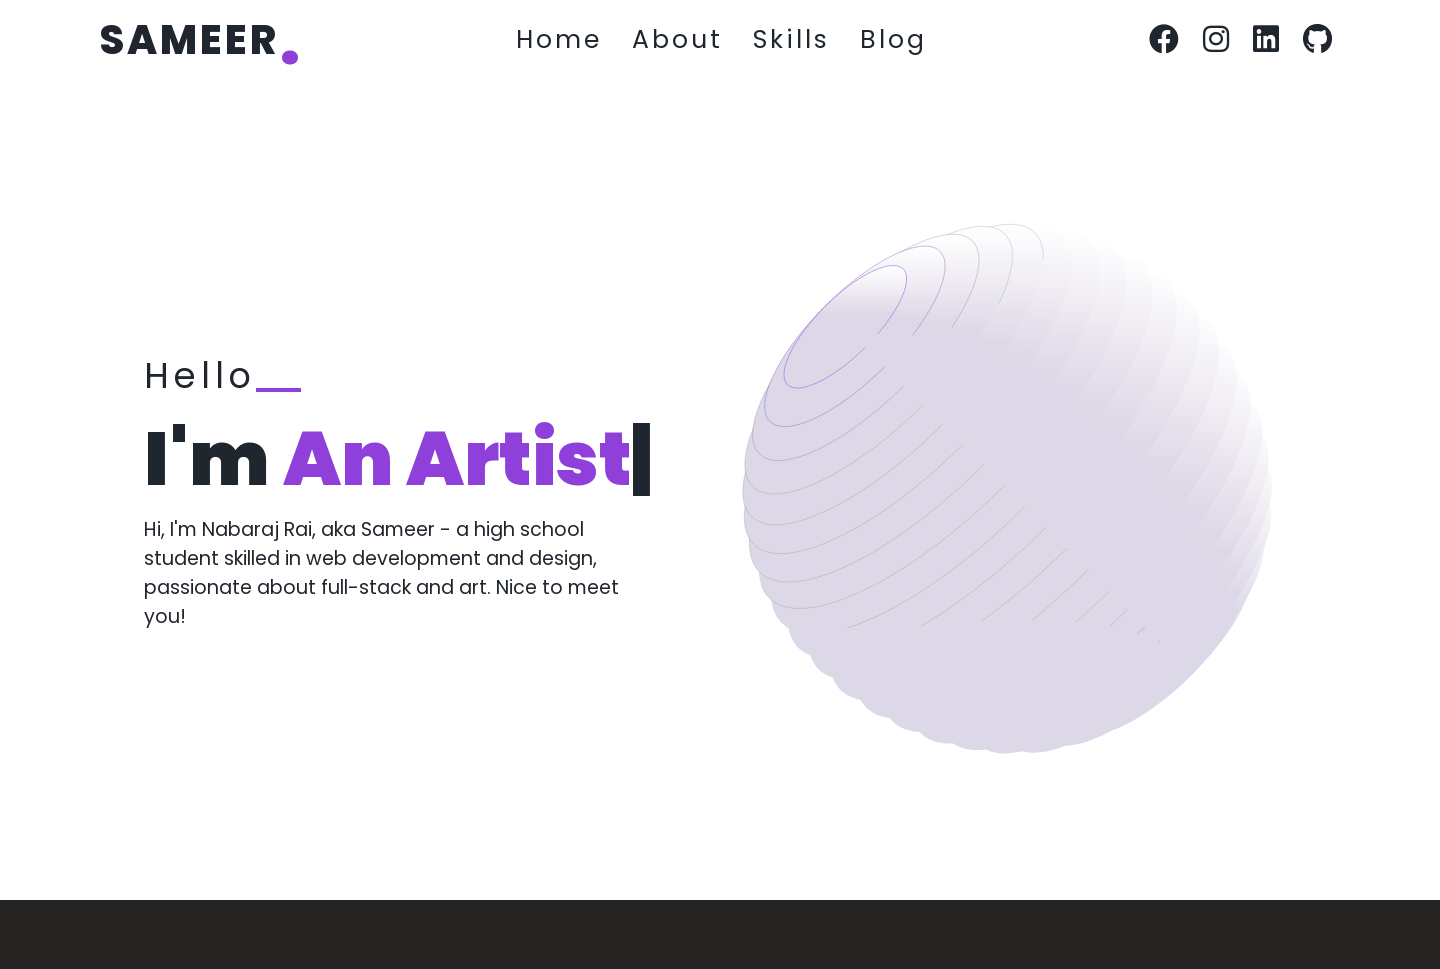 SAMEER.
Home About Skills Blog
Hello__
I'm An Artist|
Hi, I'm Nabaraj Rai, aka Sameer - a high school
student skilled in web development and design,
passionate about full-stack and art. Nice to meet
you!